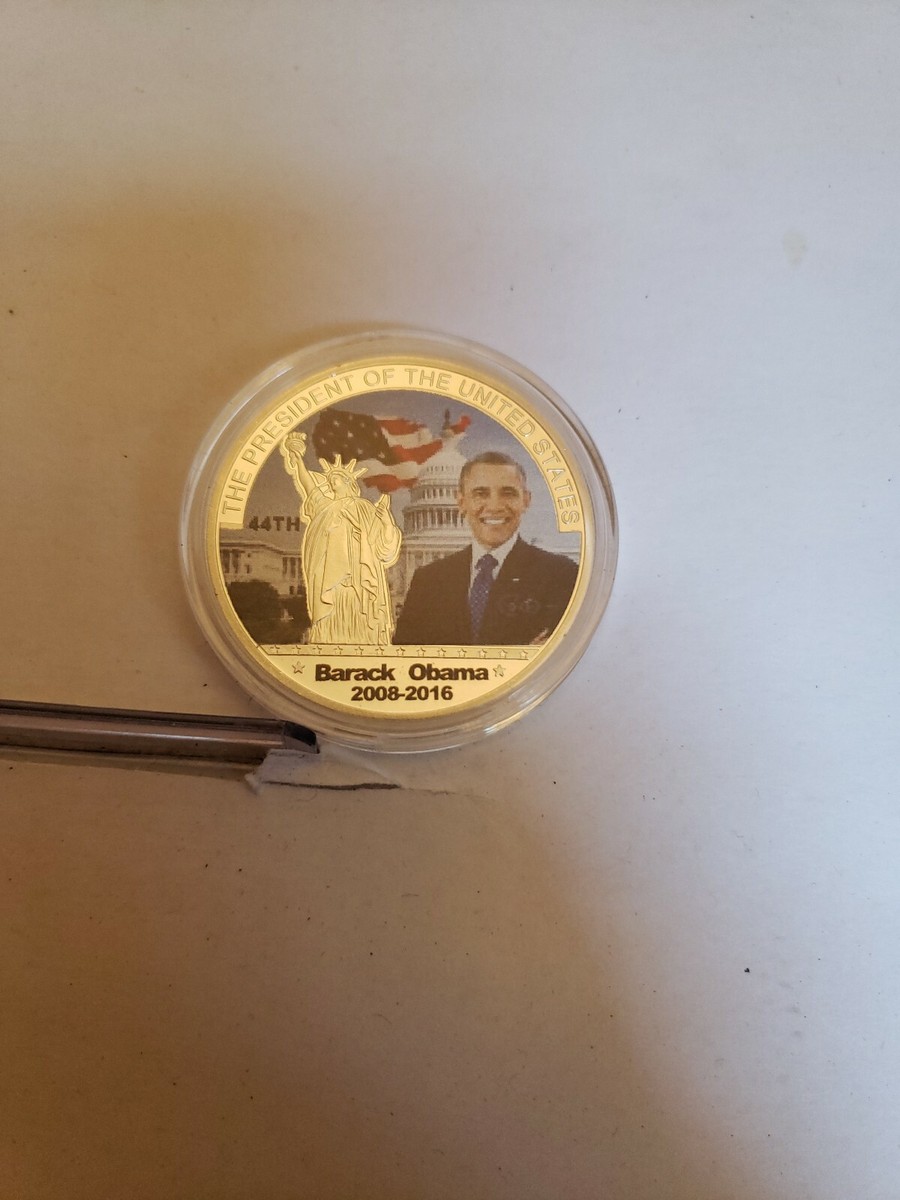 THE PRESIDENT OF THE UNITED STATES
44TH
Barack Obama
2008-2016